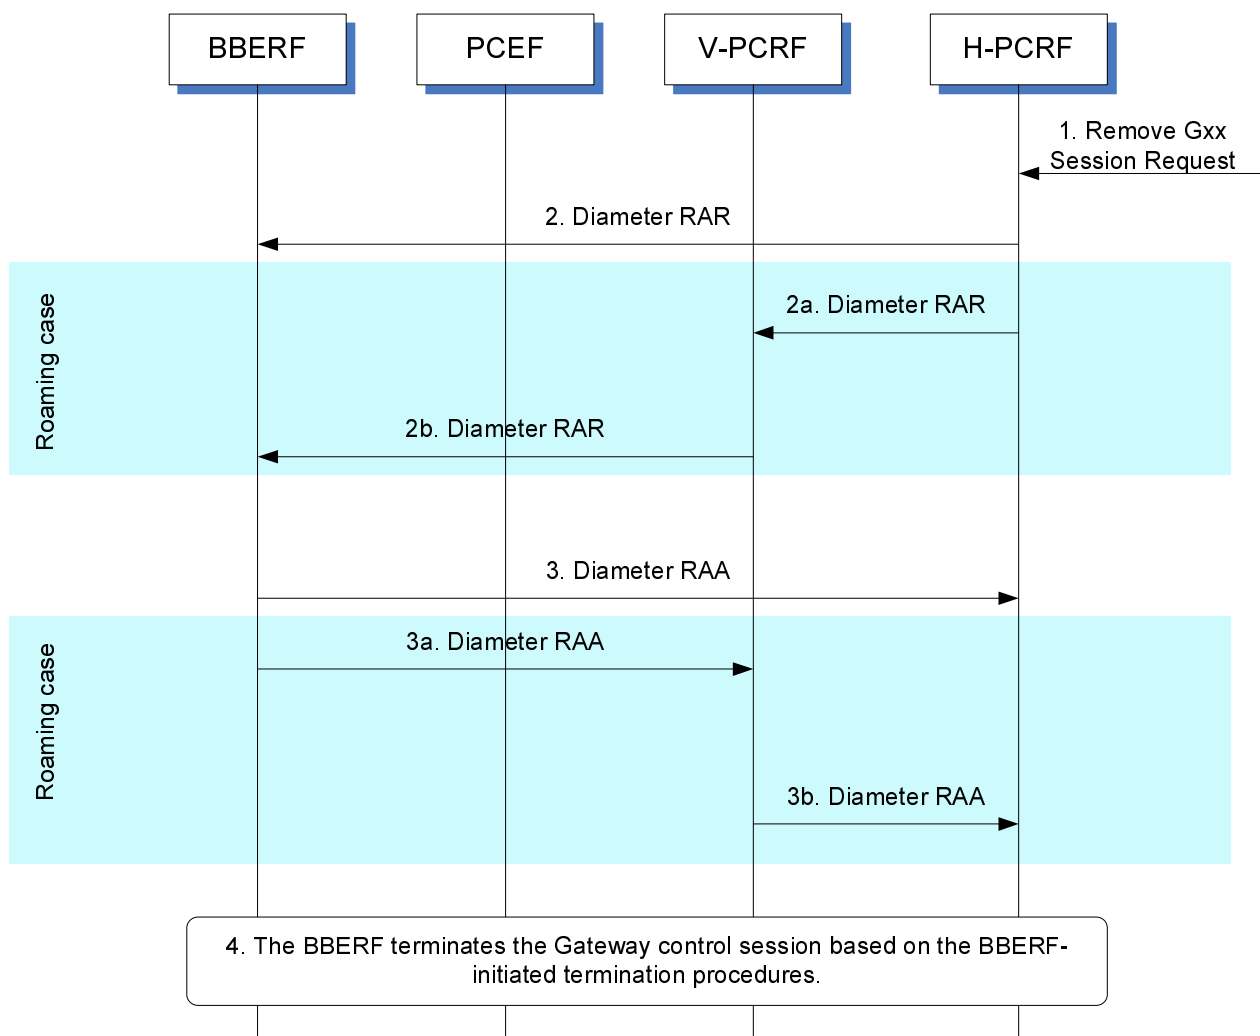 BBERF
PCEF
V-PCRF
H-PCRF
1. Remove Gxx
Session Request
2. Diameter RAR
Roaming case
2a. Diameter RAR
2b. Diameter RAR
3. Diameter RAA
Roaming case
3a. Diameter RAA
3b. Diameter RAA
4. The BBERF terminates the Gateway control session based on the BBERF-
initiated termination procedures.